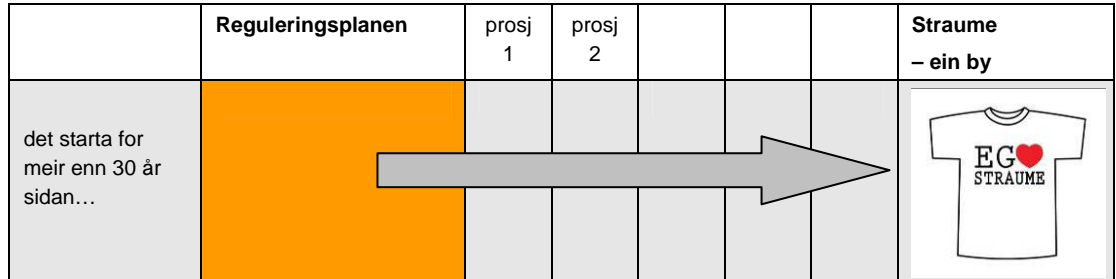 Reguleringsplanen
prosj
1
prosj
2
Straume
– ein by
det starta for
meir enn 30 år
sidan…
EG
STRAUME